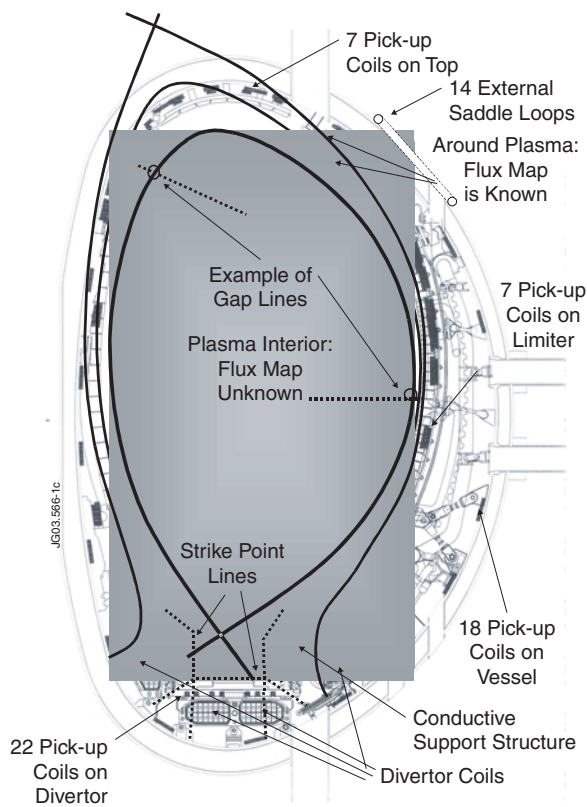 7 Pick-up
Coils on Top
14 External
Saddle Loops
Around Plasma:
Flux Map
is Known
Example of
Gap Lines
7 Pick-up
Coils on
Limiter
Plasma Interior:
Flux Map
Unknown
JG03.566-1c
Strike Point
Lines
18 Pick-up
Coils on
Vessel
Conductive
Support Structure
22 Pick-up
Coils on
Divertor
Divertor Coils